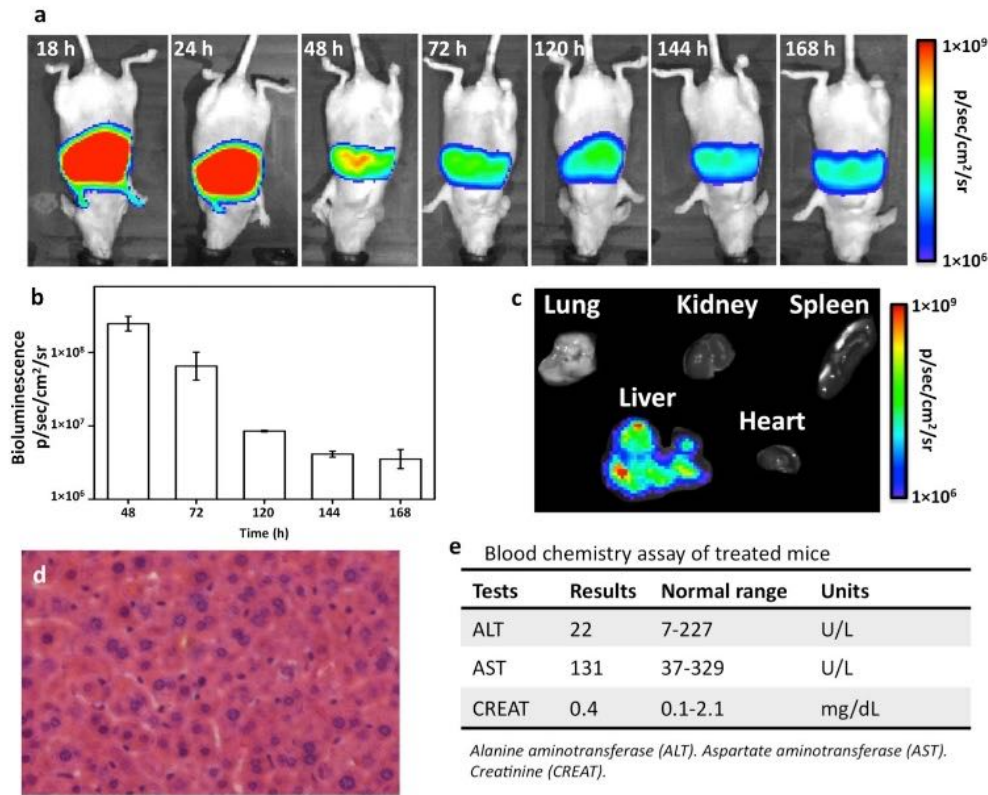 a
18 h 24 h 48 h 72 h 120 h 144 h 168 h
1×10⁹
p/sec/cm²/sr
1×10⁶
b
Bioluminescence
p/sec/cm²/sr
1×10⁸
1×10⁷
1×10⁶
48 72 120 144 168
Time (h)
c
Lung Kidney Spleen
Liver
Heart
1×10⁹
p/sec/cm²/sr
1×10⁶
d
e Blood chemistry assay of treated mice
Tests Results Normal range Units
ALT 22 7-227 U/L
AST 131 37-329 U/L
CREAT 0.4 0.1-2.1 mg/dL
Alanine aminotransferase (ALT). Aspartate aminotransferase (AST).
Creatinine (CREAT).